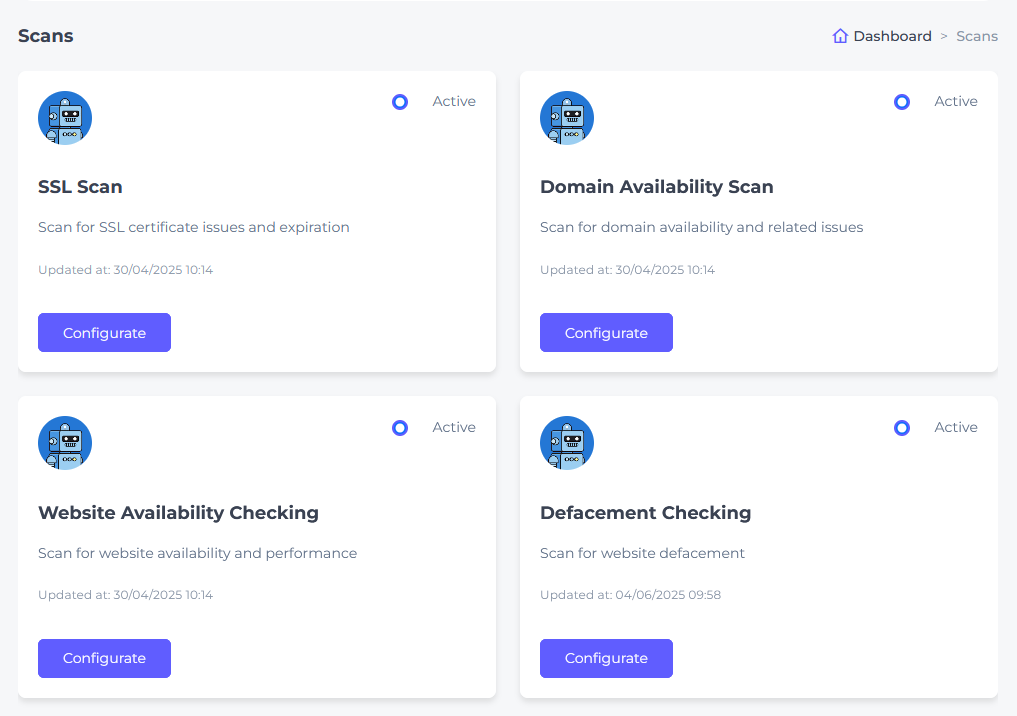 Scans
Dashboard > Scans
Active
SSL Scan
Scan for SSL certificate issues and expiration
Updated at: 30/04/2025 10:14
Configurate
Active
Domain Availability Scan
Scan for domain availability and related issues
Updated at: 30/04/2025 10:14
Configurate
Active
Website Availability Checking
Scan for website availability and performance
Updated at: 30/04/2025 10:14
Configurate
Active
Defacement Checking
Scan for website defacement
Updated at: 04/06/2025 09:58
Configurate